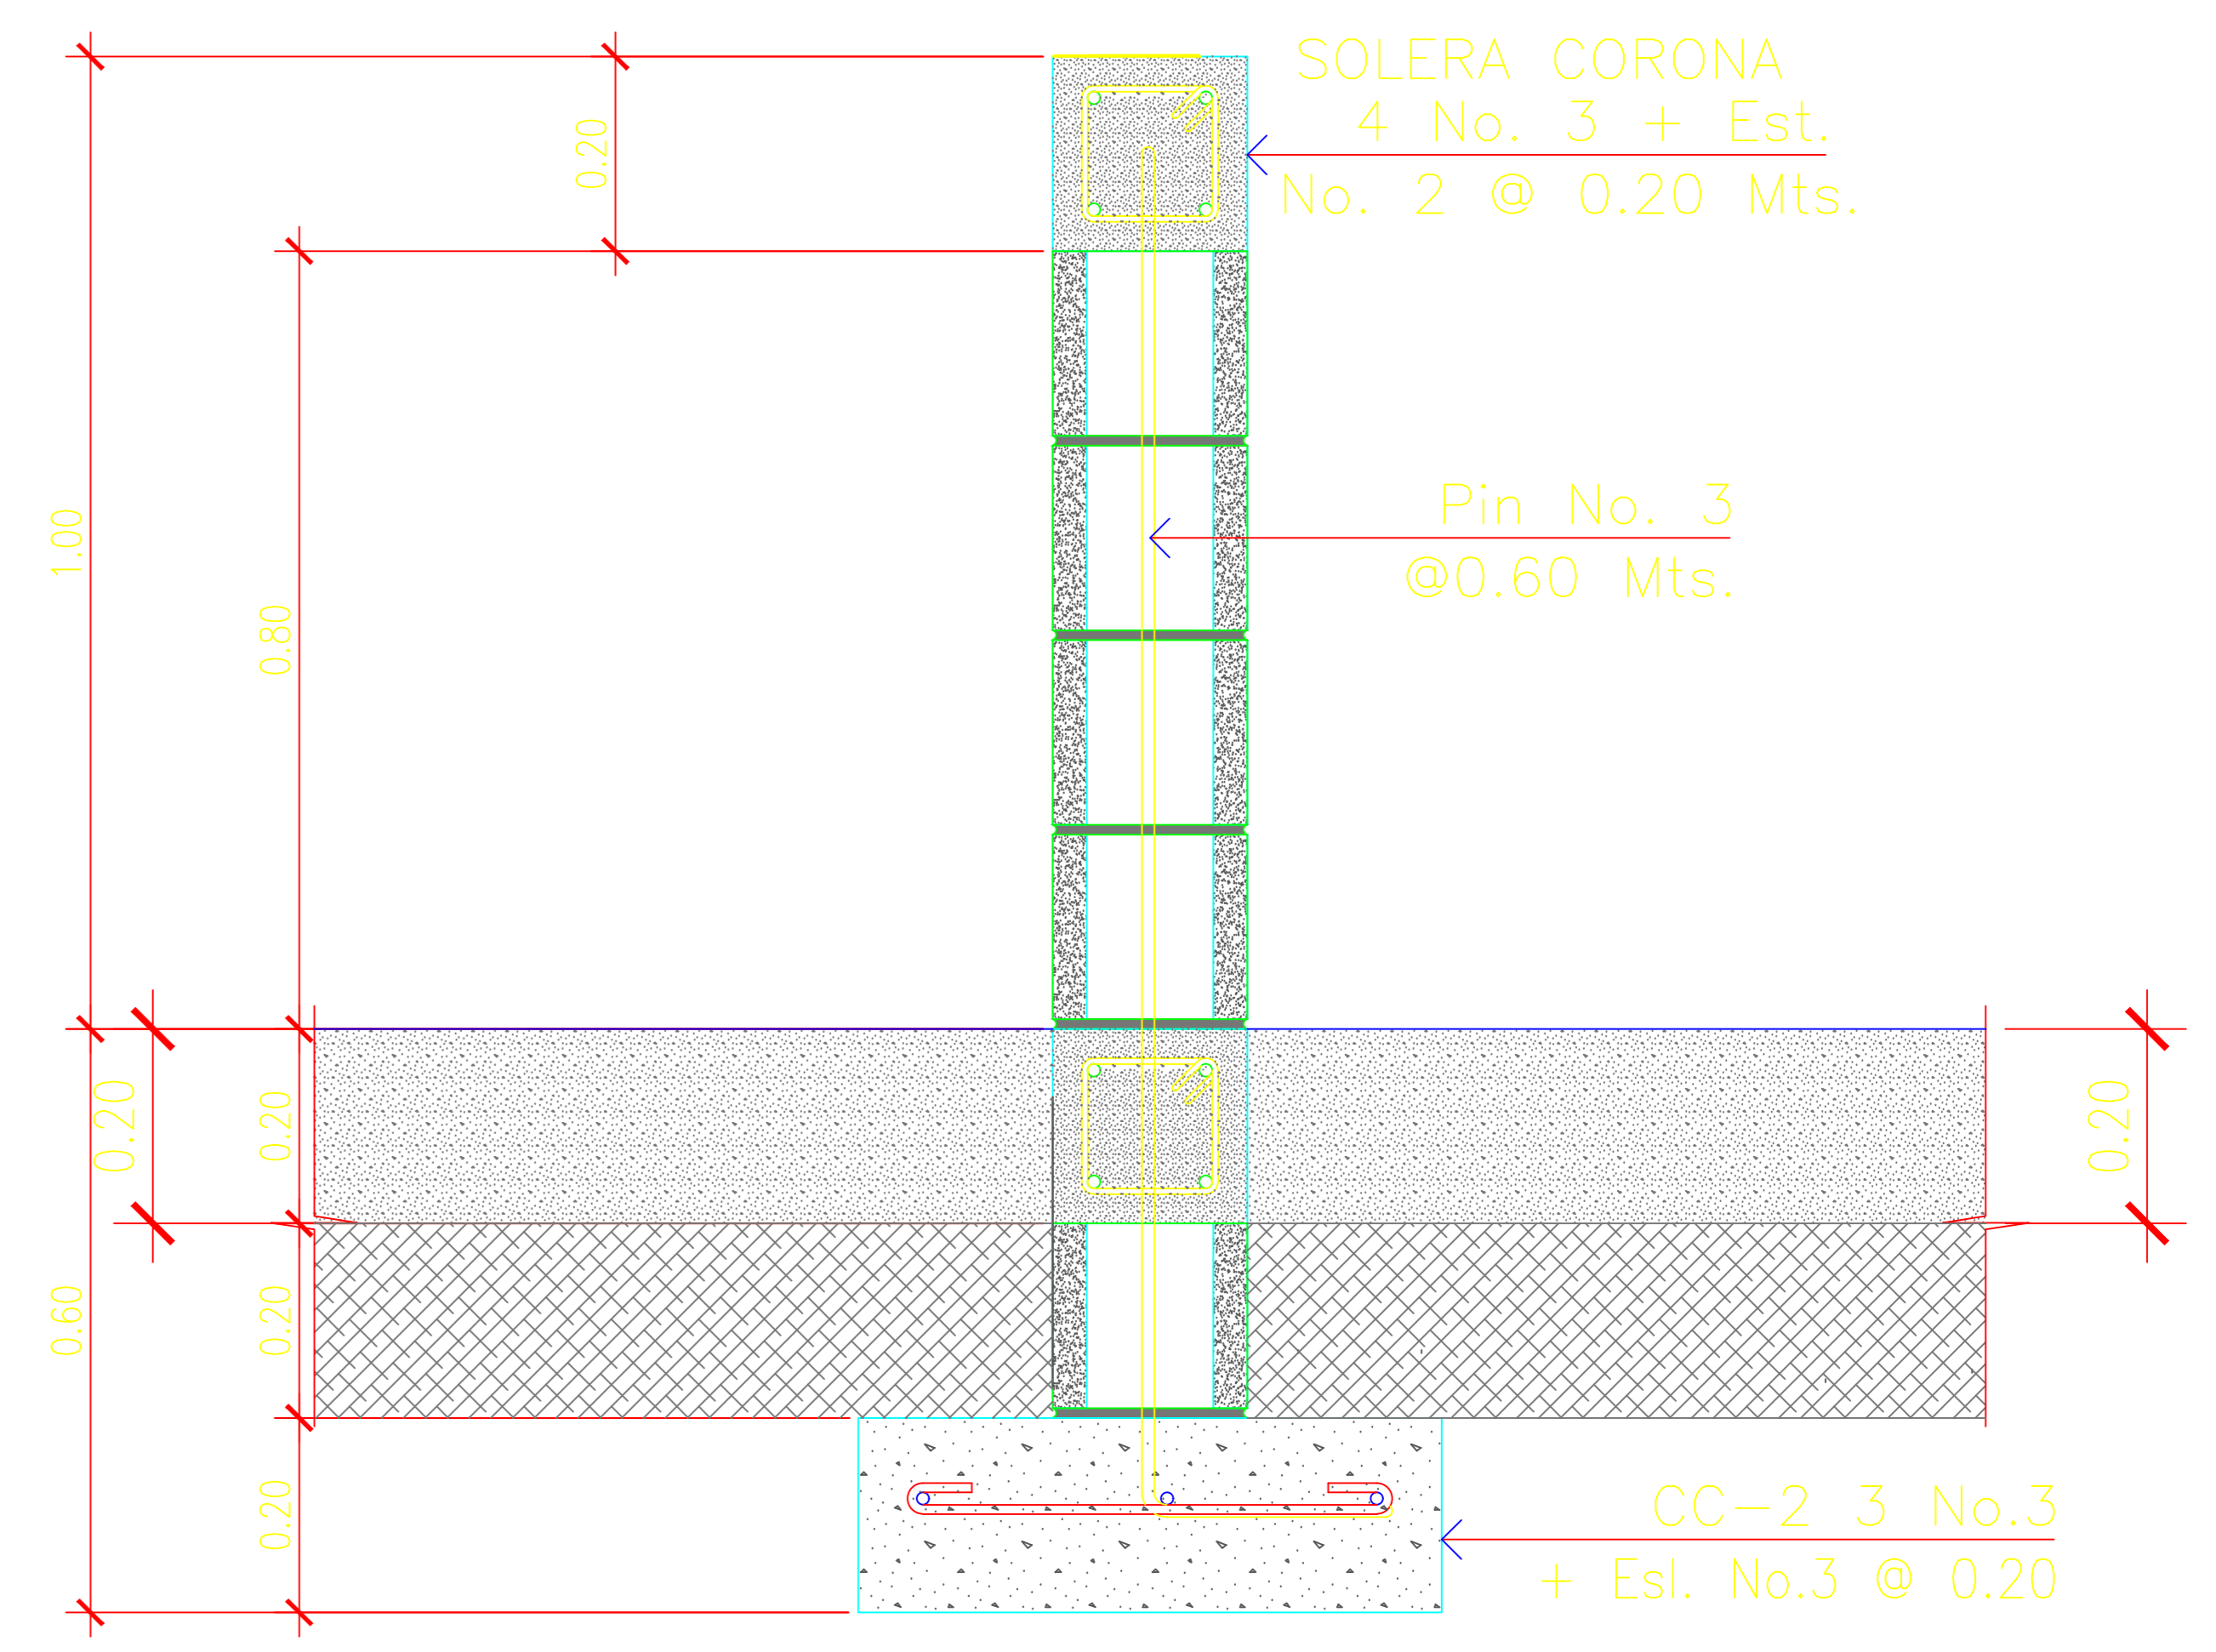 SOLERA CORONA
4 No. 3 + Est.
No. 2 @ 0.20 Mts.
0.20
1.00
Pin No. 3
@0.60 Mts.
0.80
0.20
0.20
0.20
0.60
0.20
0.20
CC-2 3 No.3
+ Esl. No.3 @ 0.20